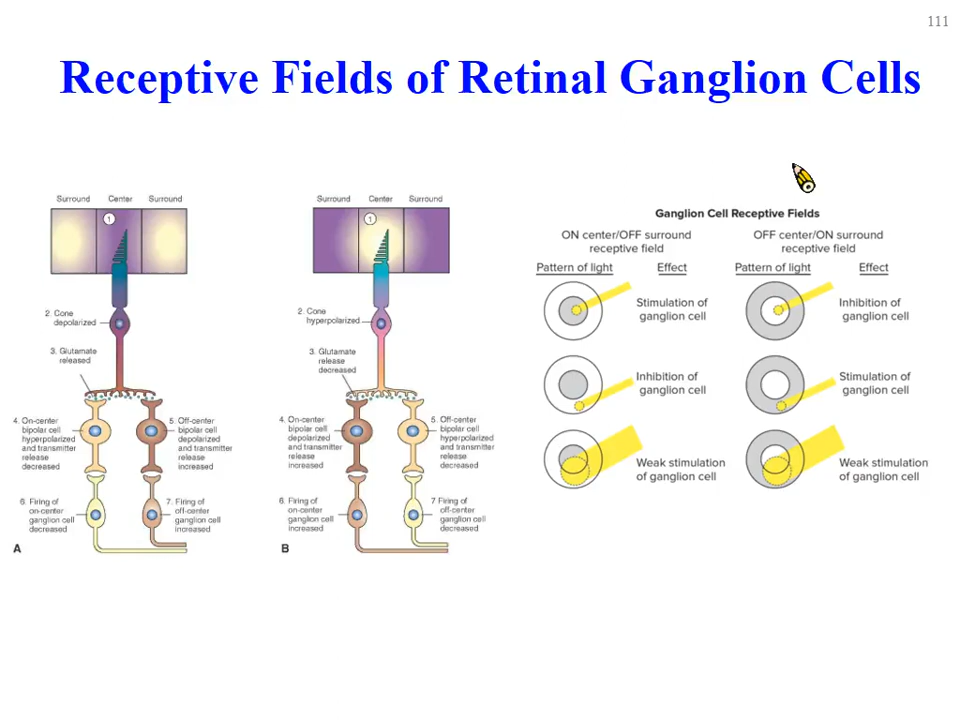 111
Receptive Fields of Retinal Ganglion Cells
Surround Center Surround
1
2. Cone
depolarized
3. Glutamate
released
4. On-center
bipolar cell
hyperpolarized
and transmitter
release
decreased
5. Off-center
bipolar cell
depolarized
and transmitter
release
increased
6. Firing of
on-center
ganglion cell
decreased
7. Firing of
off-center
ganglion cell
increased
A
Surround Center Surround
1
2. Cone
hyperpolarized
3. Glutamate
release
decreased
4. On-center
bipolar cell
depolarized
and transmitter
release
increased
5. Off-center
bipolar cell
hyperpolarized
and transmitter
release
decreased
6. Firing of
on-center
ganglion cell
increased
7 Firing of
off-center
ganglion cell
decreased
B
Ganglion Cell Receptive Fields
ON center/OFF surround
receptive field
Pattern of light Effect
Stimulation of
ganglion cell
Inhibition of
ganglion cell
Weak stimulation
of ganglion cell
OFF center/ON surround
receptive field
Pattern of light Effect
Inhibition of
ganglion cell
Stimulation of
ganglion cell
Weak stimulation
of ganglion cell